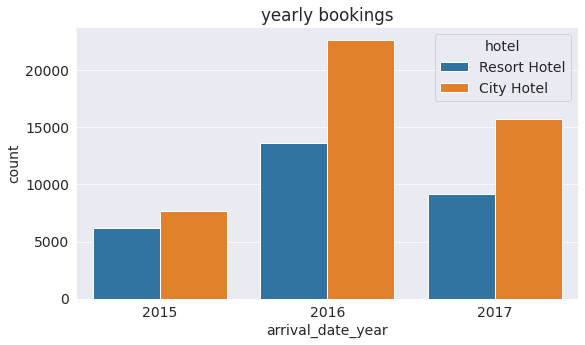 yearly bookings
hotel
Resort Hotel
City Hotel
count
20000
15000
10000
5000
0
2015 2016 2017
arrival_date_year